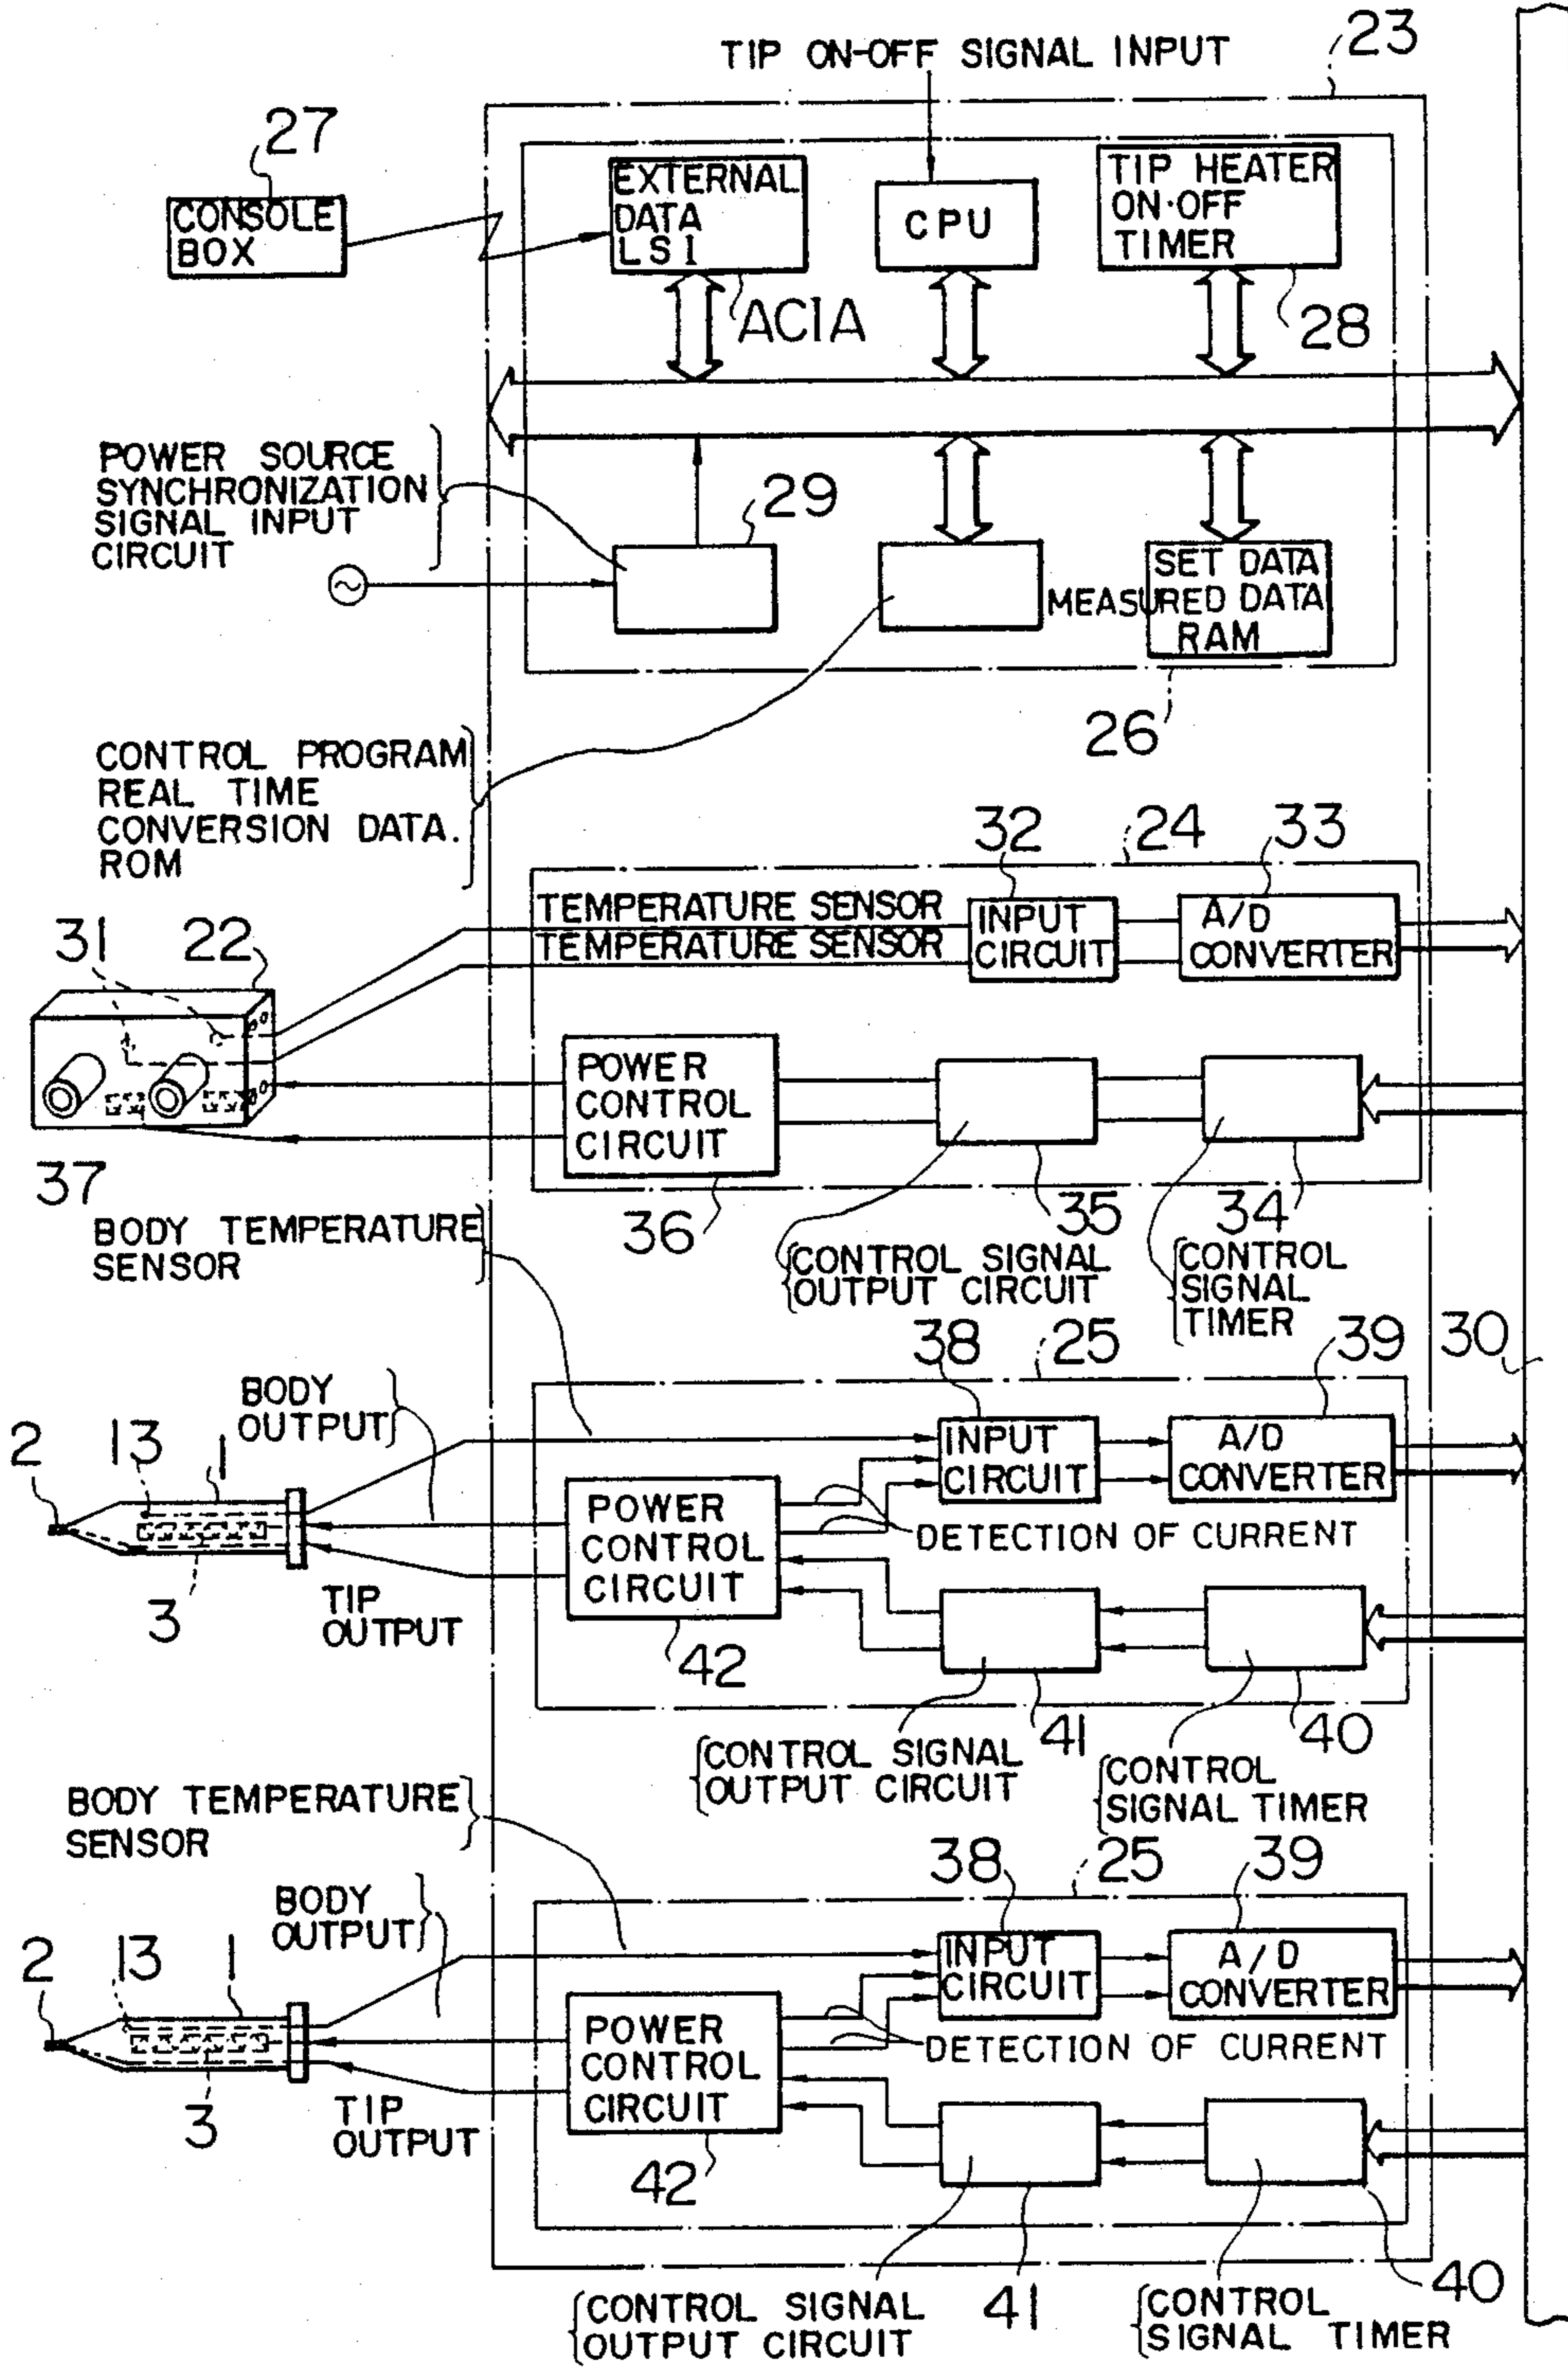 23
TIP ON-OFF SIGNAL INPUT
27
CONSOLE
BOX
EXTERNAL
DATA
LSI
CPU
TIP HEATER
ON·OFF
TIMER
ACIA
28
POWER SOURCE
SYNCHRONIZATION
SIGNAL INPUT
CIRCUIT
29
SET DATA
MEASURED DATA
RAM
26
CONTROL PROGRAM
REAL TIME
CONVERSION DATA.
ROM
32
24
33
31
22
TEMPERATURE SENSOR
TEMPERATURE SENSOR
INPUT
CIRCUIT
A/D
CONVERTER
POWER
CONTROL
CIRCUIT
37
36
35
34
BODY TEMPERATURE
SENSOR
CONTROL SIGNAL
OUTPUT CIRCUIT
CONTROL
SIGNAL
TIMER
30
38
25
39
BODY
OUTPUT
2
13
1
INPUT
CIRCUIT
A/D
CONVERTER
POWER
CONTROL
CIRCUIT
DETECTION OF CURRENT
3
TIP
OUTPUT
42
41
40
CONTROL SIGNAL
OUTPUT CIRCUIT
CONTROL
SIGNAL TIMER
BODY TEMPERATURE
SENSOR
38
25
39
BODY
OUTPUT
2
13
1
INPUT
CIRCUIT
A/D
CONVERTER
POWER
CONTROL
CIRCUIT
DETECTION OF CURRENT
3
TIP
OUTPUT
42
41
40
CONTROL SIGNAL
OUTPUT CIRCUIT
CONTROL
SIGNAL TIMER